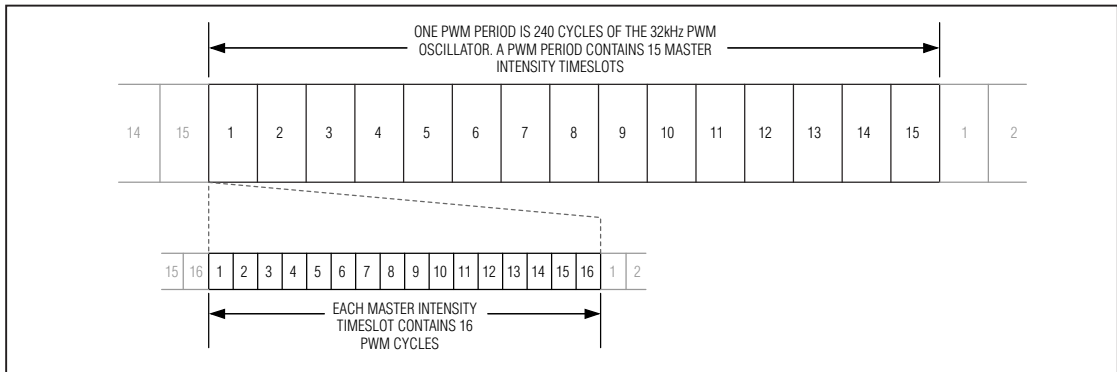 ONE PWM PERIOD IS 240 CYCLES OF THE 32kHz PWM
OSCILLATOR. A PWM PERIOD CONTAINS 15 MASTER
INTENSITY TIMESLOTS
14 15 1 2 3 4 5 6 7 8 9 10 11 12 13 14 15 1 2
15 16 1 2 3 4 5 6 7 8 9 10 11 12 13 14 15 16 1 2
EACH MASTER INTENSITY
TIMESLOT CONTAINS 16
PWM CYCLES